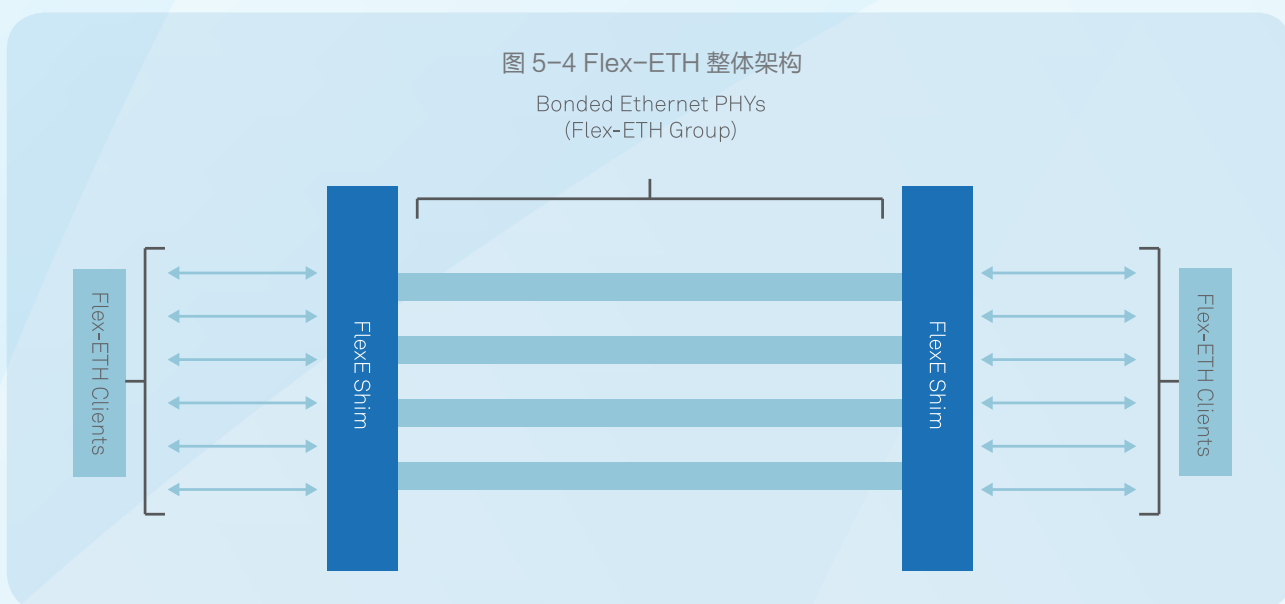 图 5-4 Flex-ETH 整体架构
Bonded Ethernet PHYs
(Flex-ETH Group)
Flex-ETH Clients
FlexE Shim
FlexE Shim
Flex-ETH Clients